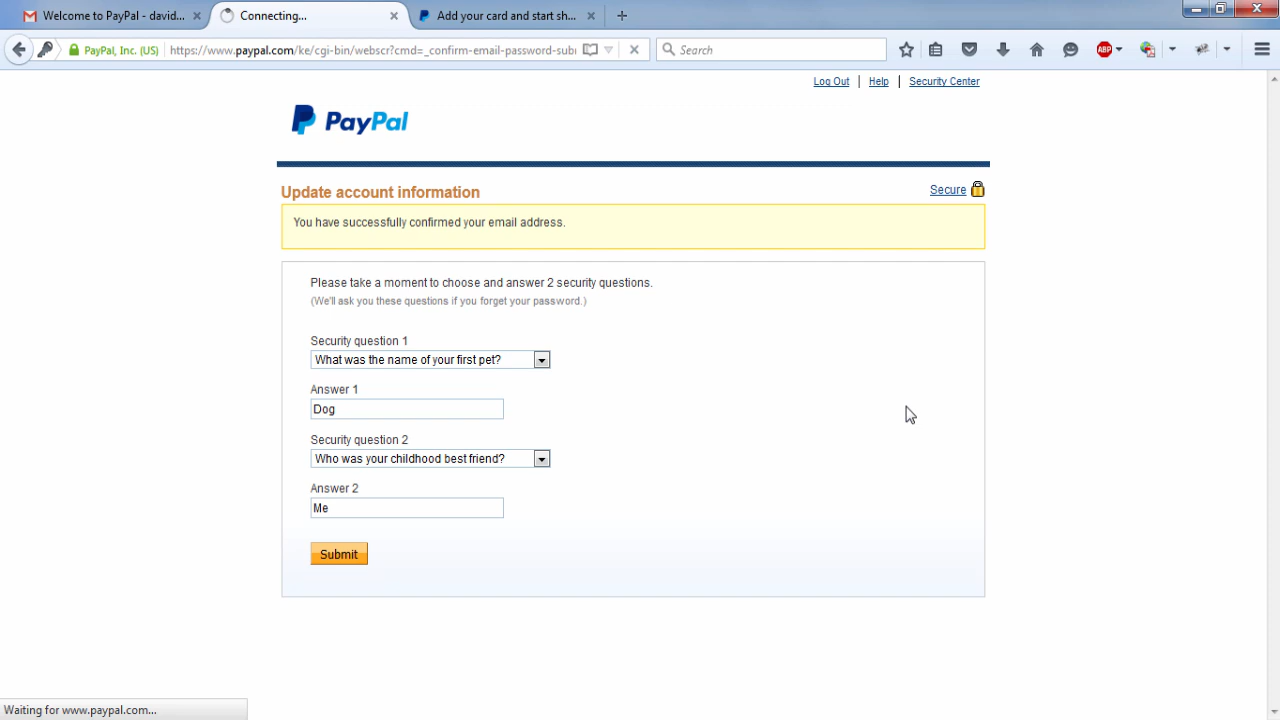 Welcome to PayPal - david...
Connecting...
Add your card and start sh...
PayPal, Inc. (US)
https://www.paypal.com/ke/cgi-bin/webscr?cmd=_confirm-email-password-sub
Search
ABP
Log Out | Help | Security Center
PayPal
Update account information
Secure
You have successfully confirmed your email address.
Please take a moment to choose and answer 2 security questions.
(We'll ask you these questions if you forget your password.)
Security question 1
What was the name of your first pet?
Answer 1
Dog
Security question 2
Who was your childhood best friend?
Answer 2
Me
Submit
Waiting for www.paypal.com...